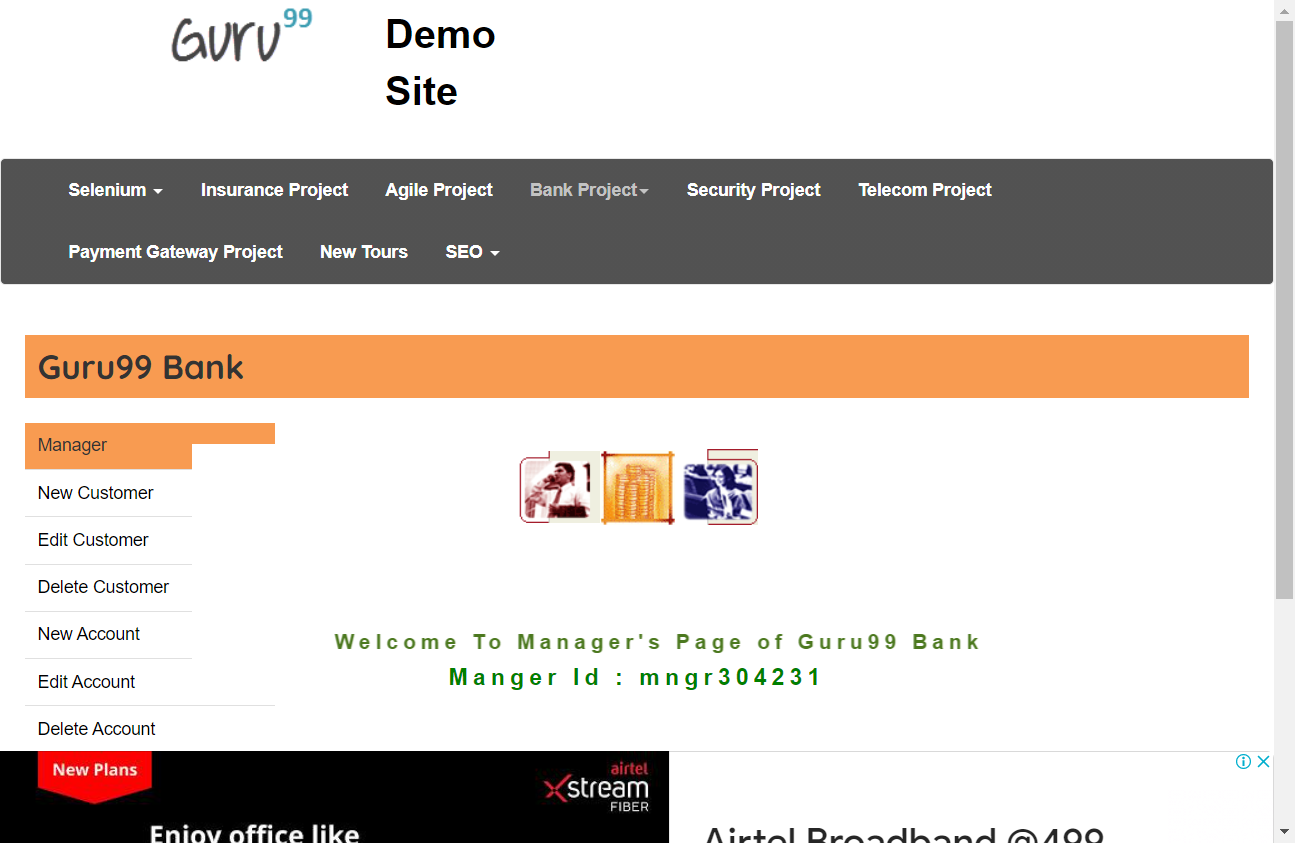 Guru99
Demo
Site
Selenium
Insurance Project
Agile Project
Bank Project
Security Project
Telecom Project
Payment Gateway Project
New Tours
SEO
Guru99 Bank
Manager
New Customer
Edit Customer
Delete Customer
New Account
Edit Account
Delete Account
Welcome To Manager's Page of Guru99 Bank
Manger Id : mngr304231
New Plans
airtel
Xstream
FIBER
Enjoy office like
Airtel Broadband @499